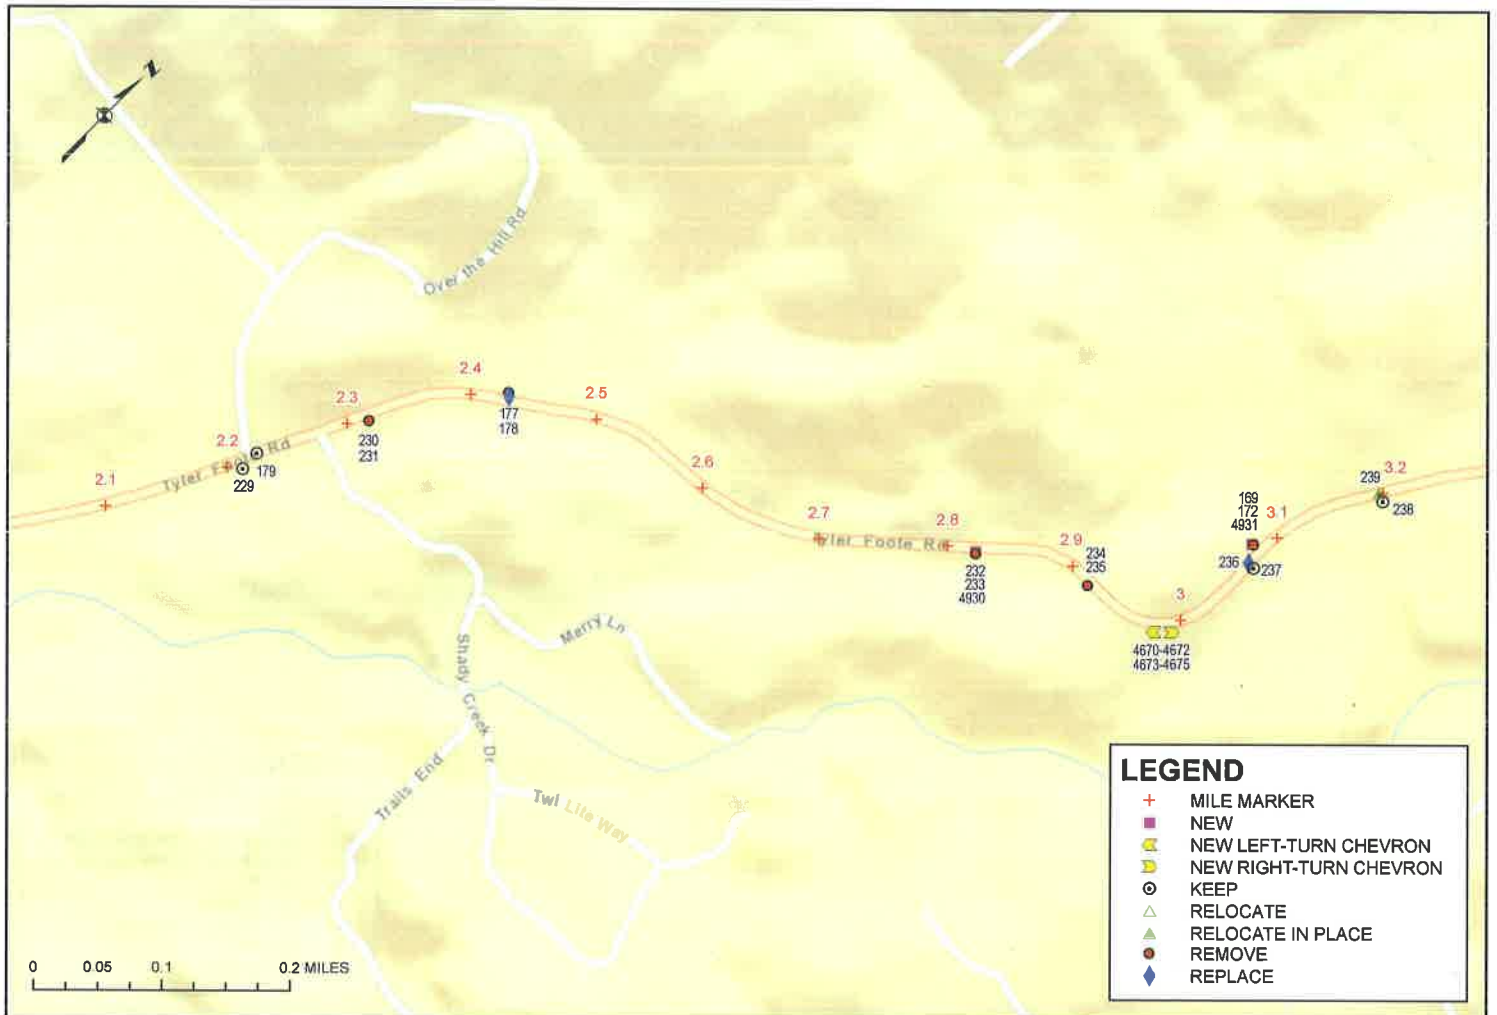 Z
Over the Hill Rd
2.4
2.3
2.5
177
178
230
231
2.2
Tyler Foote Rd
179
229
2.1
2.6
2.7
2.8
Tyler Foote Rd
232
233
4930
2.9
234
235
3
4670-4672
4673-4675
169
172
4931
3.1
236
237
239
3.2
238
Merry Ln
Shady Creek Dr
Trails End
Twi Lite Way
0 0.05 0.1 0.2 MILES
LEGEND
MILE MARKER
NEW
NEW LEFT-TURN CHEVRON
NEW RIGHT-TURN CHEVRON
KEEP
RELOCATE
RELOCATE IN PLACE
REMOVE
REPLACE